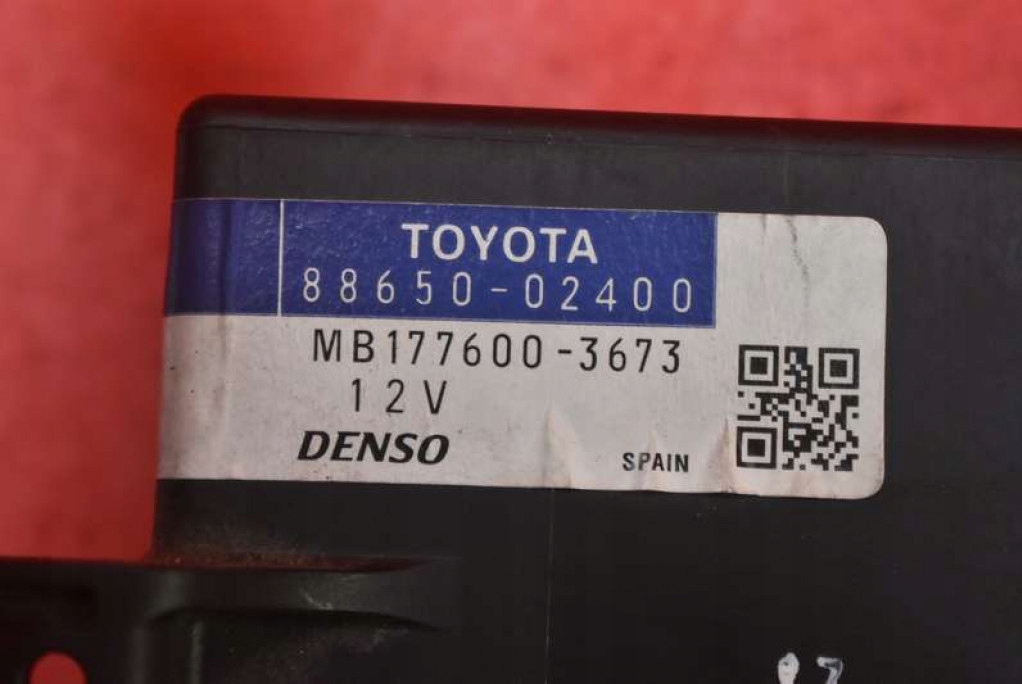 TOYOTA
88650-02400
MB177600-3673
12V
DENSO
SPAIN